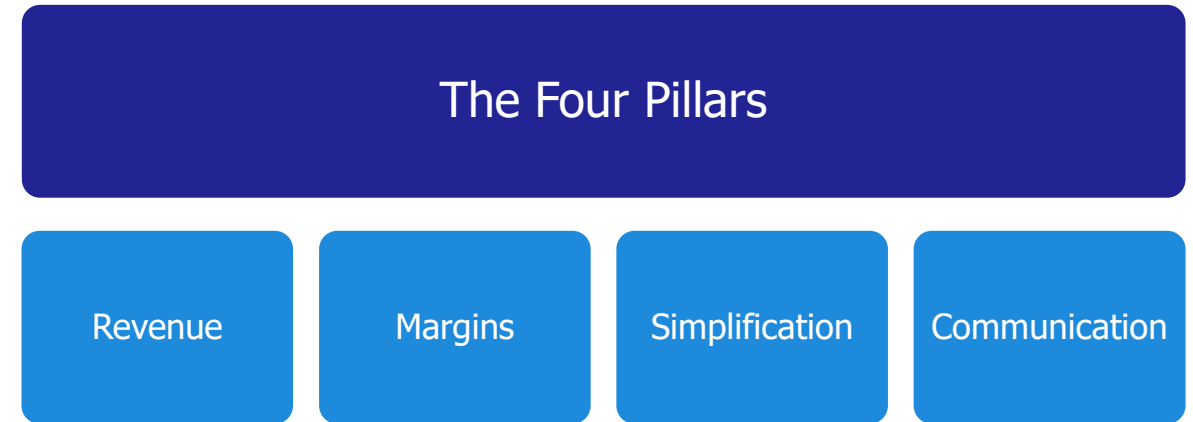 The Four Pillars
Revenue
Margins
Simplification
Communication